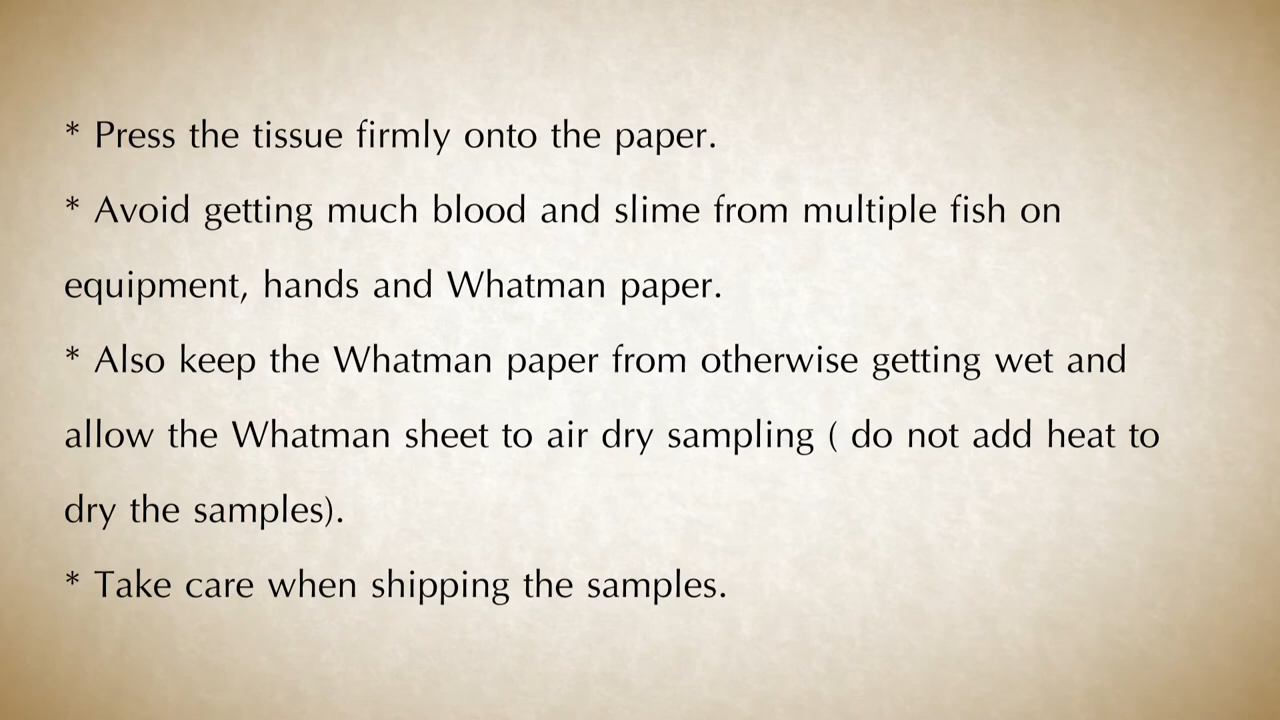 * Press the tissue firmly onto the paper.
* Avoid getting much blood and slime from multiple fish on
equipment, hands and Whatman paper.
* Also keep the Whatman paper from otherwise getting wet and
allow the Whatman sheet to air dry sampling ( do not add heat to
dry the samples).
* Take care when shipping the samples.